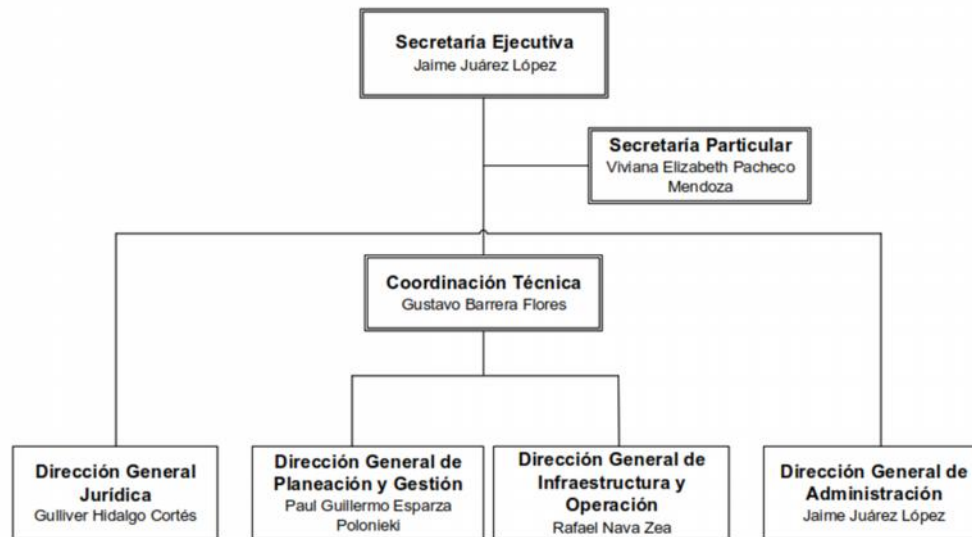 Secretaría Ejecutiva
Jaime Juárez López
Secretaría Particular
Viviana Elizabeth Pacheco
Mendoza
Coordinación Técnica
Gustavo Barrera Flores
Dirección General
Jurídica
Gulliver Hidalgo Cortés
Dirección General de
Planeación y Gestión
Paul Guillermo Esparza
Polonieki
Dirección General de
Infraestructura y
Operación
Rafael Nava Zea
Dirección General de
Administración
Jaime Juárez López